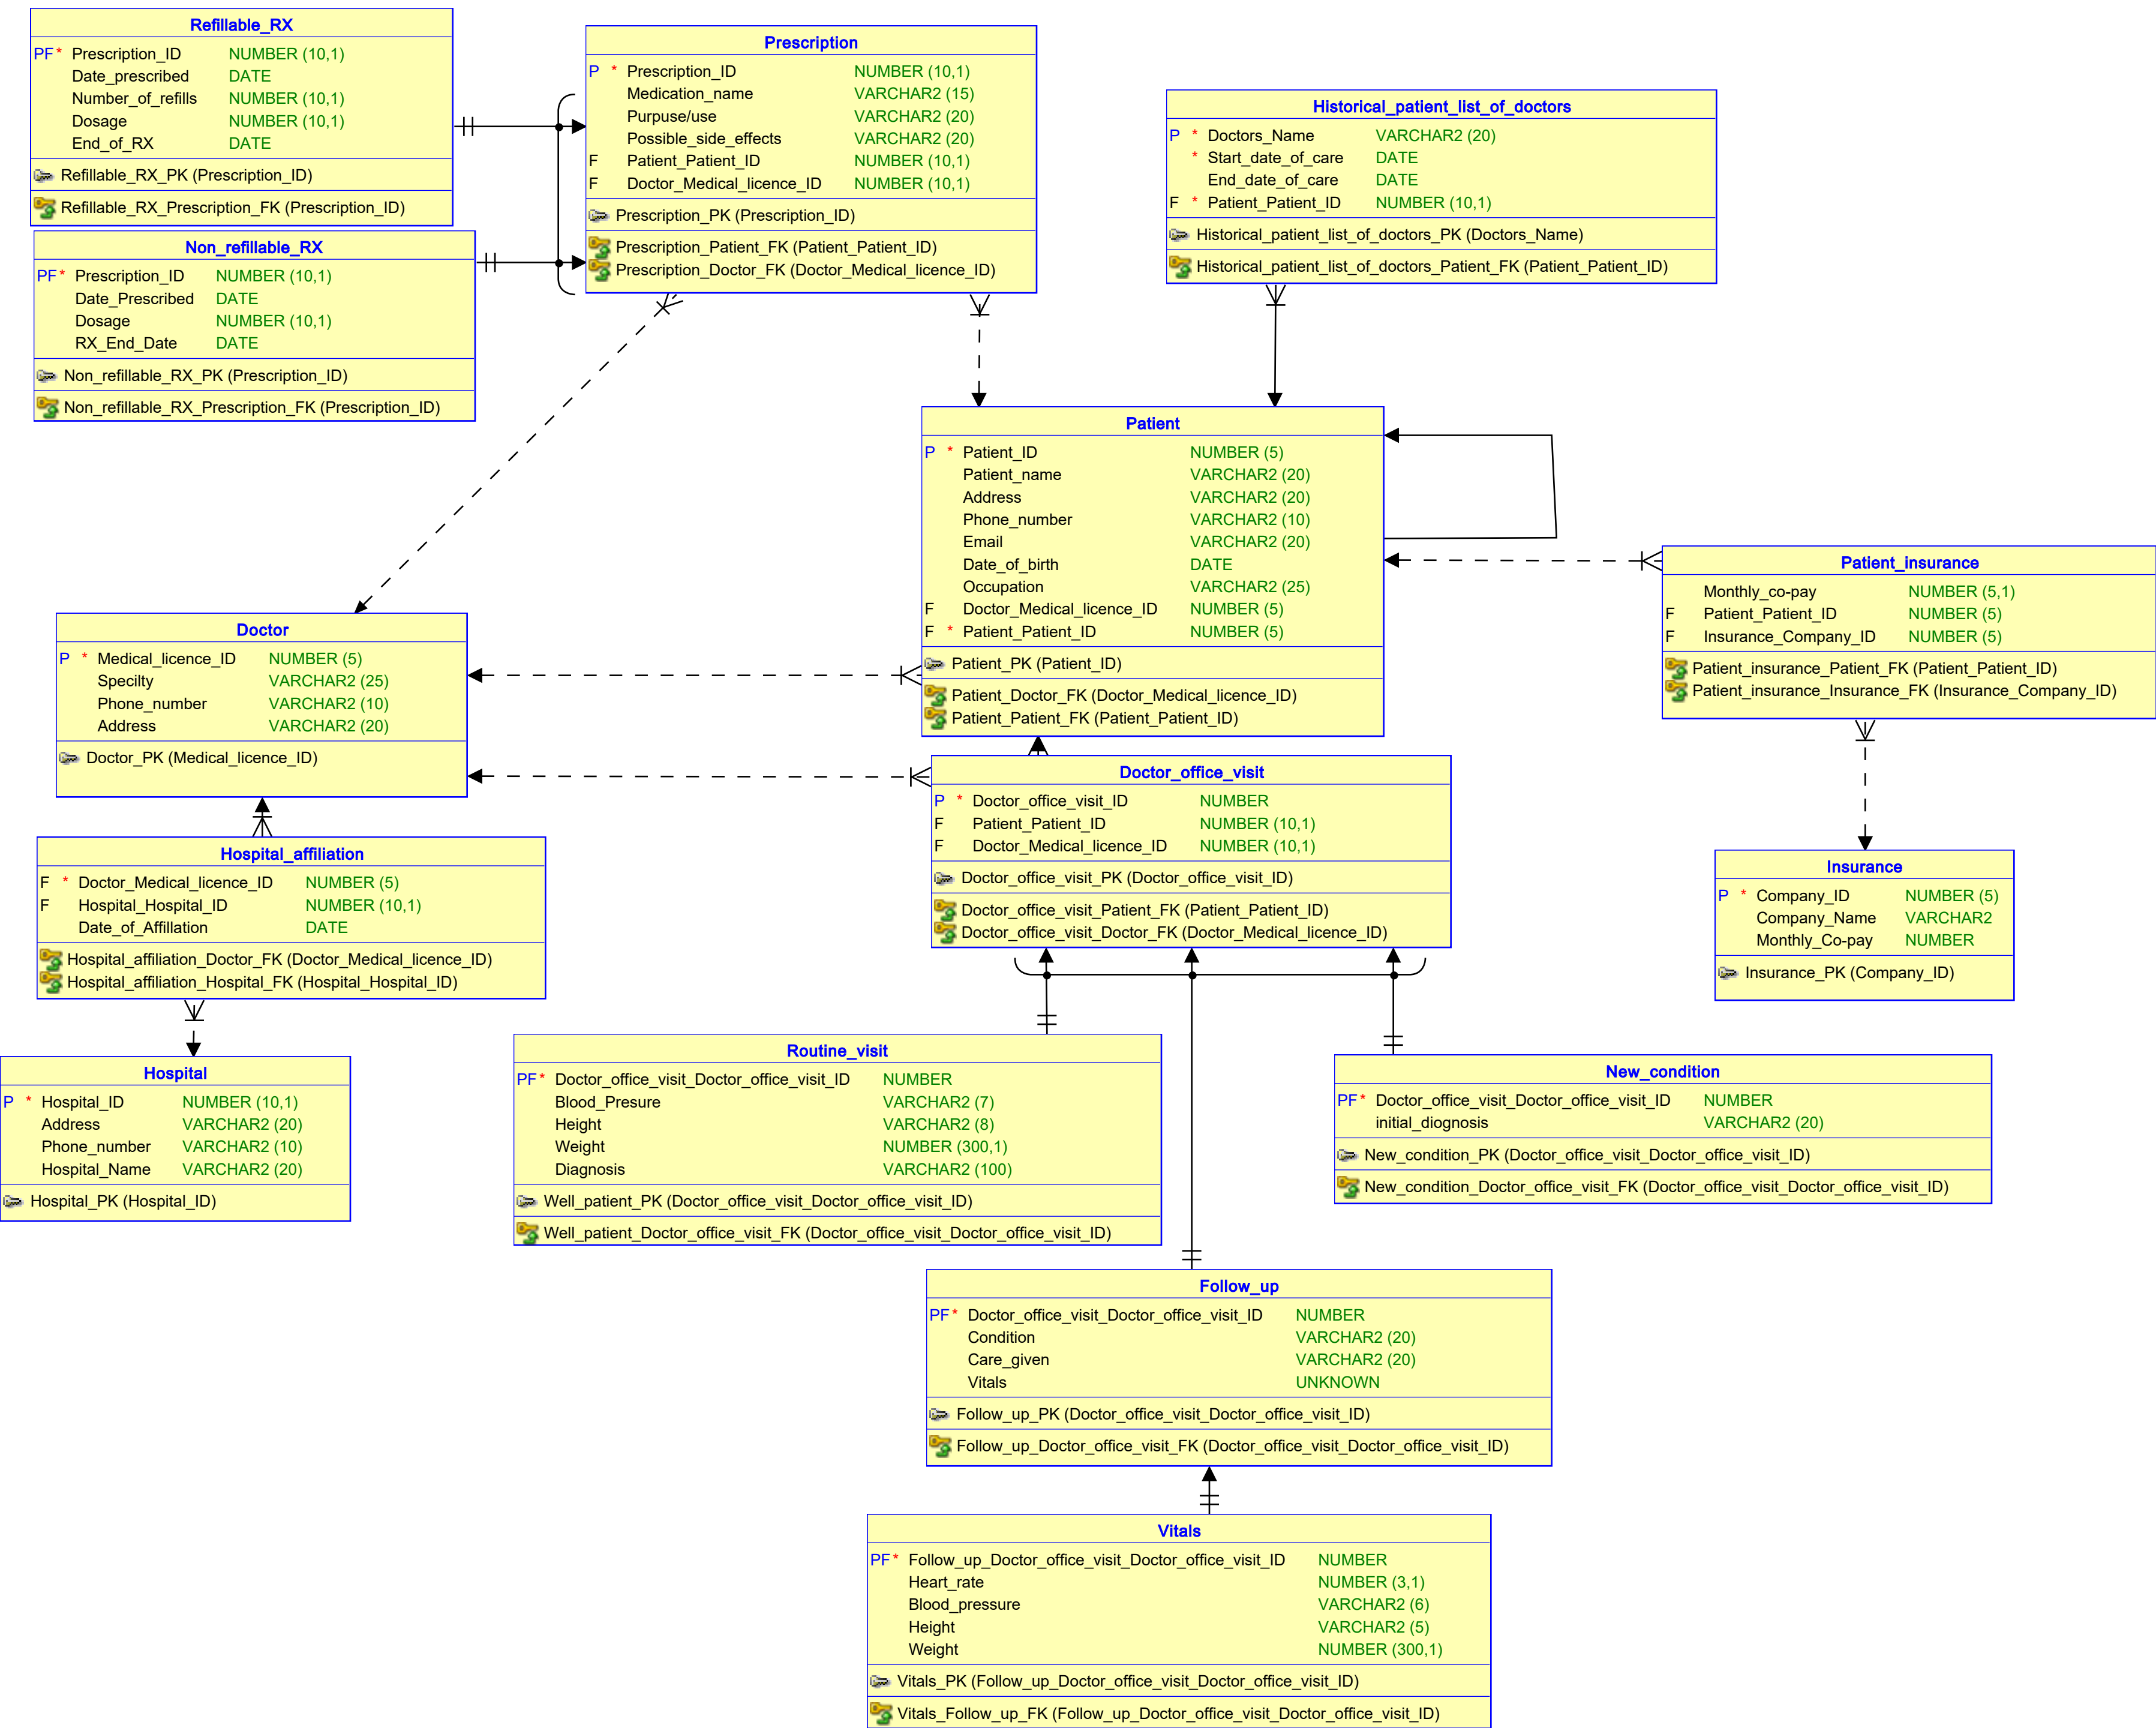 Refillable_RX
PF * Prescription_ID NUMBER (10,1)
Date_prescribed DATE
Number_of_refills NUMBER (10,1)
Dosage NUMBER (10,1)
End_of_RX DATE
Refillable_RX_PK (Prescription_ID)
Refillable_RX_Prescription_FK (Prescription_ID)
Prescription
P * Prescription_ID NUMBER (10,1)
Medication_name VARCHAR2 (15)
Purpuse/use VARCHAR2 (20)
Possible_side_effects VARCHAR2 (20)
F Patient_Patient_ID NUMBER (10,1)
F Doctor_Medical_licence_ID NUMBER (10,1)
Prescription_PK (Prescription_ID)
Prescription_Patient_FK (Patient_Patient_ID)
Prescription_Doctor_FK (Doctor_Medical_licence_ID)
Historical_patient_list_of_doctors
P * Doctors_Name VARCHAR2 (20)
* Start_date_of_care DATE
End_date_of_care DATE
F * Patient_Patient_ID NUMBER (10,1)
Historical_patient_list_of_doctors_PK (Doctors_Name)
Historical_patient_list_of_doctors_Patient_FK (Patient_Patient_ID)
Non_refillable_RX
PF * Prescription_ID NUMBER (10,1)
Date_Prescribed DATE
Dosage NUMBER (10,1)
RX_End_Date DATE
Non_refillable_RX_PK (Prescription_ID)
Non_refillable_RX_Prescription_FK (Prescription_ID)
Patient
P * Patient_ID NUMBER (5)
Patient_name VARCHAR2 (20)
Address VARCHAR2 (20)
Phone_number VARCHAR2 (10)
Email VARCHAR2 (20)
Date_of_birth DATE
Occupation VARCHAR2 (25)
F Doctor_Medical_licence_ID NUMBER (5)
F * Patient_Patient_ID NUMBER (5)
Patient_PK (Patient_ID)
Patient_Doctor_FK (Doctor_Medical_licence_ID)
Patient_Patient_FK (Patient_Patient_ID)
Patient_insurance
Monthly_co-pay NUMBER (5,1)
F Patient_Patient_ID NUMBER (5)
F Insurance_Company_ID NUMBER (5)
Patient_insurance_Patient_FK (Patient_Patient_ID)
Patient_insurance_Insurance_FK (Insurance_Company_ID)
Doctor
P * Medical_licence_ID NUMBER (5)
Specilty VARCHAR2 (25)
Phone_number VARCHAR2 (10)
Address VARCHAR2 (20)
Doctor_PK (Medical_licence_ID)
Doctor_office_visit
P * Doctor_office_visit_ID NUMBER
F Patient_Patient_ID NUMBER (10,1)
F Doctor_Medical_licence_ID NUMBER (10,1)
Doctor_office_visit_PK (Doctor_office_visit_ID)
Doctor_office_visit_Patient_FK (Patient_Patient_ID)
Doctor_office_visit_Doctor_FK (Doctor_Medical_licence_ID)
Hospital_affiliation
F * Doctor_Medical_licence_ID NUMBER (5)
F Hospital_Hospital_ID NUMBER (10,1)
Date_of_Affillation DATE
Hospital_affiliation_Doctor_FK (Doctor_Medical_licence_ID)
Hospital_affiliation_Hospital_FK (Hospital_Hospital_ID)
Insurance
P * Company_ID NUMBER (5)
Company_Name VARCHAR2
Monthly_Co-pay NUMBER
Insurance_PK (Company_ID)
Hospital
P * Hospital_ID NUMBER (10,1)
Address VARCHAR2 (20)
Phone_number VARCHAR2 (10)
Hospital_Name VARCHAR2 (20)
Hospital_PK (Hospital_ID)
Routine_visit
PF * Doctor_office_visit_Doctor_office_visit_ID NUMBER
Blood_Presure VARCHAR2 (7)
Height VARCHAR2 (8)
Weight NUMBER (300,1)
Diagnosis VARCHAR2 (100)
Well_patient_PK (Doctor_office_visit_Doctor_office_visit_ID)
Well_patient_Doctor_office_visit_FK (Doctor_office_visit_Doctor_office_visit_ID)
New_condition
PF * Doctor_office_visit_Doctor_office_visit_ID NUMBER
initial_diognosis VARCHAR2 (20)
New_condition_PK (Doctor_office_visit_Doctor_office_visit_ID)
New_condition_Doctor_office_visit_FK (Doctor_office_visit_Doctor_office_visit_ID)
Follow_up
PF * Doctor_office_visit_Doctor_office_visit_ID NUMBER
Condition VARCHAR2 (20)
Care_given VARCHAR2 (20)
Vitals UNKNOWN
Follow_up_PK (Doctor_office_visit_Doctor_office_visit_ID)
Follow_up_Doctor_office_visit_FK (Doctor_office_visit_Doctor_office_visit_ID)
Vitals
PF * Follow_up_Doctor_office_visit_Doctor_office_visit_ID NUMBER
Heart_rate NUMBER (3,1)
Blood_pressure VARCHAR2 (6)
Height VARCHAR2 (5)
Weight NUMBER (300,1)
Vitals_PK (Follow_up_Doctor_office_visit_Doctor_office_visit_ID)
Vitals_Follow_up_FK (Follow_up_Doctor_office_visit_Doctor_office_visit_ID)